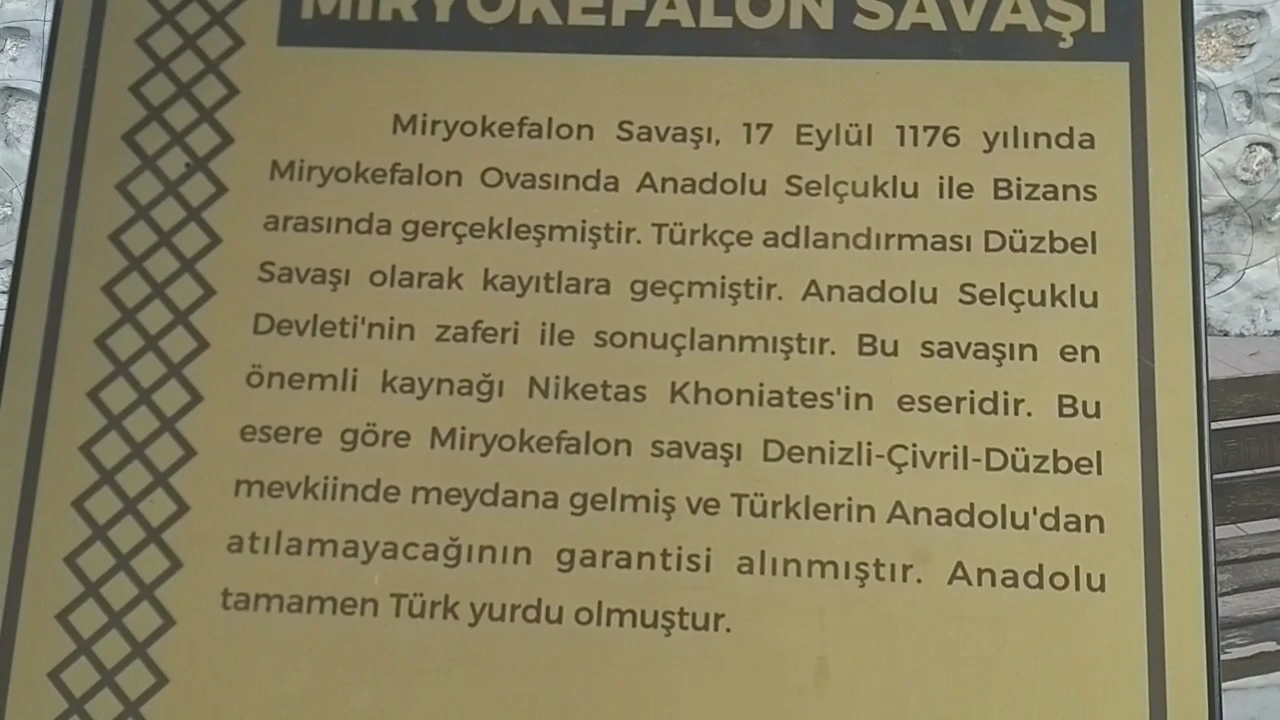 MİRYOKEFALON SAVAŞI
Miryokefalon Savaşı, 17 Eylül 1176 yılında
Miryokefalon Ovasında Anadolu Selçuklu ile Bizans
arasında gerçekleşmiştir. Türkçe adlandırması Düzbel
Savaşı olarak kayıtlara geçmiştir. Anadolu Selçuklu
Devleti'nin zaferi ile sonuçlanmıştır. Bu savaşın en
önemli kaynağı Niketas Khoniates'in eseridir. Bu
esere göre Miryokefalon savaşı Denizli-Çivril-Düzbel
mevkiinde meydana gelmiş ve Türklerin Anadolu'dan
atılamayacağının garantisi alınmıştır. Anadolu
tamamen Türk yurdu olmuştur.